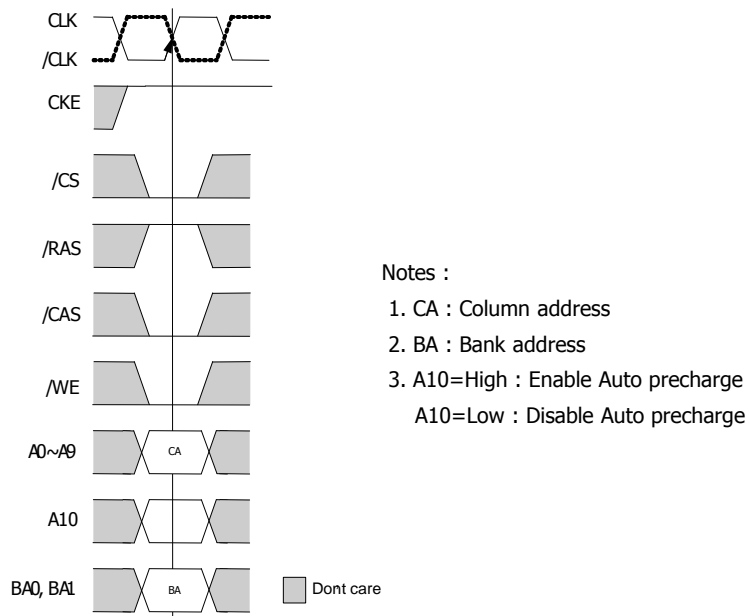 CLK
/CLK
CKE
/CS
/RAS
/CAS
/WE
A0~A9
CA
A10
BA0, BA1
BA
Dont care
Notes :
1. CA : Column address
2. BA : Bank address
3. A10=High : Enable Auto precharge
A10=Low : Disable Auto precharge